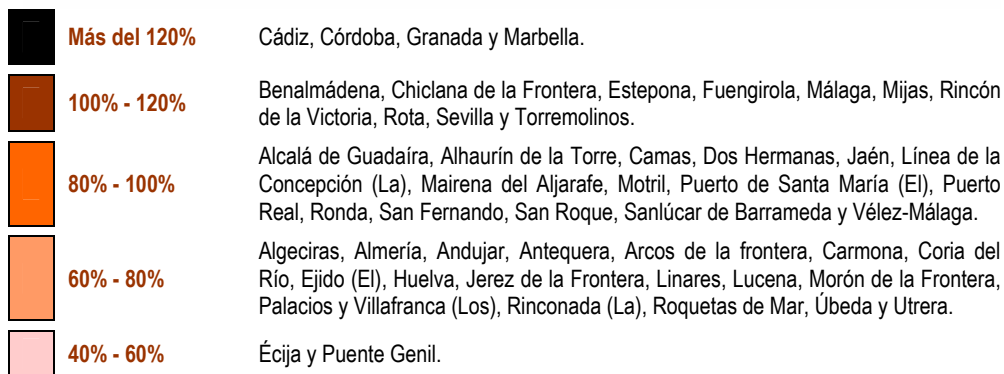 Más del 120% Cádiz, Córdoba, Granada y Marbella.
100% - 120% Benalmádena, Chiclana de la Frontera, Estepona, Fuengirola, Málaga, Mijas, Rincón
de la Victoria, Rota, Sevilla y Torremolinos.
80% - 100% Alcalá de Guadaíra, Alhaurín de la Torre, Camas, Dos Hermanas, Jaén, Línea de la
Concepción (La), Mairena del Aljarafe, Motril, Puerto de Santa María (El), Puerto
Real, Ronda, San Fernando, San Roque, Sanlúcar de Barrameda y Vélez-Málaga.
60% - 80% Algeciras, Almería, Andujar, Antequera, Arcos de la frontera, Carmona, Coria del
Río, Ejido (El), Huelva, Jerez de la Frontera, Linares, Lucena, Morón de la Frontera,
Palacios y Villafranca (Los), Rinconada (La), Roquetas de Mar, Úbeda y Utrera.
40% - 60% Écija y Puente Genil.